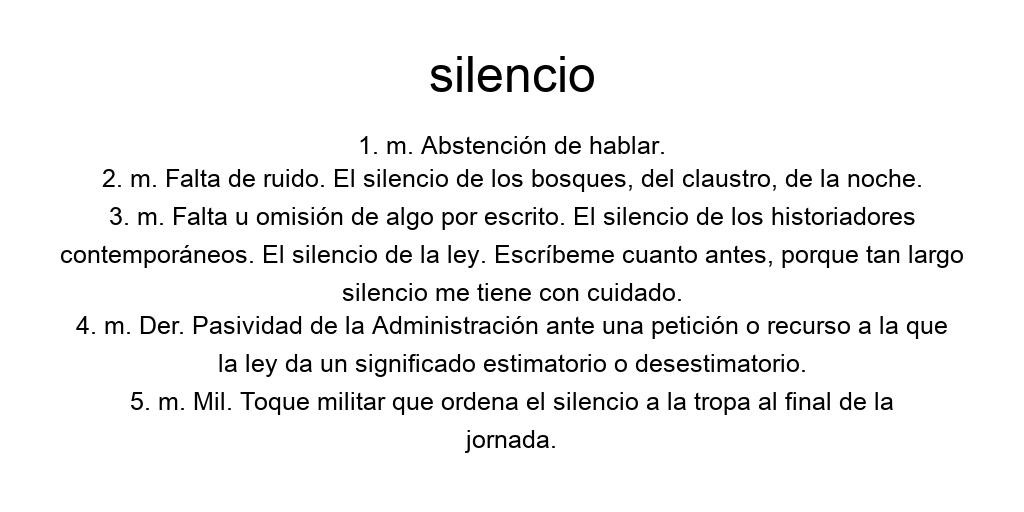 silencio
1. m. Abstención de hablar.
2. m. Falta de ruido. El silencio de los bosques, del claustro, de la noche.
3. m. Falta u omisión de algo por escrito. El silencio de los historiadores
contemporáneos. El silencio de la ley. Escríbeme cuanto antes, porque tan largo
silencio me tiene con cuidado.
4. m. Der. Pasividad de la Administración ante una petición o recurso a la que
la ley da un significado estimatorio o desestimatorio.
5. m. Mil. Toque militar que ordena el silencio a la tropa al final de la
jornada.